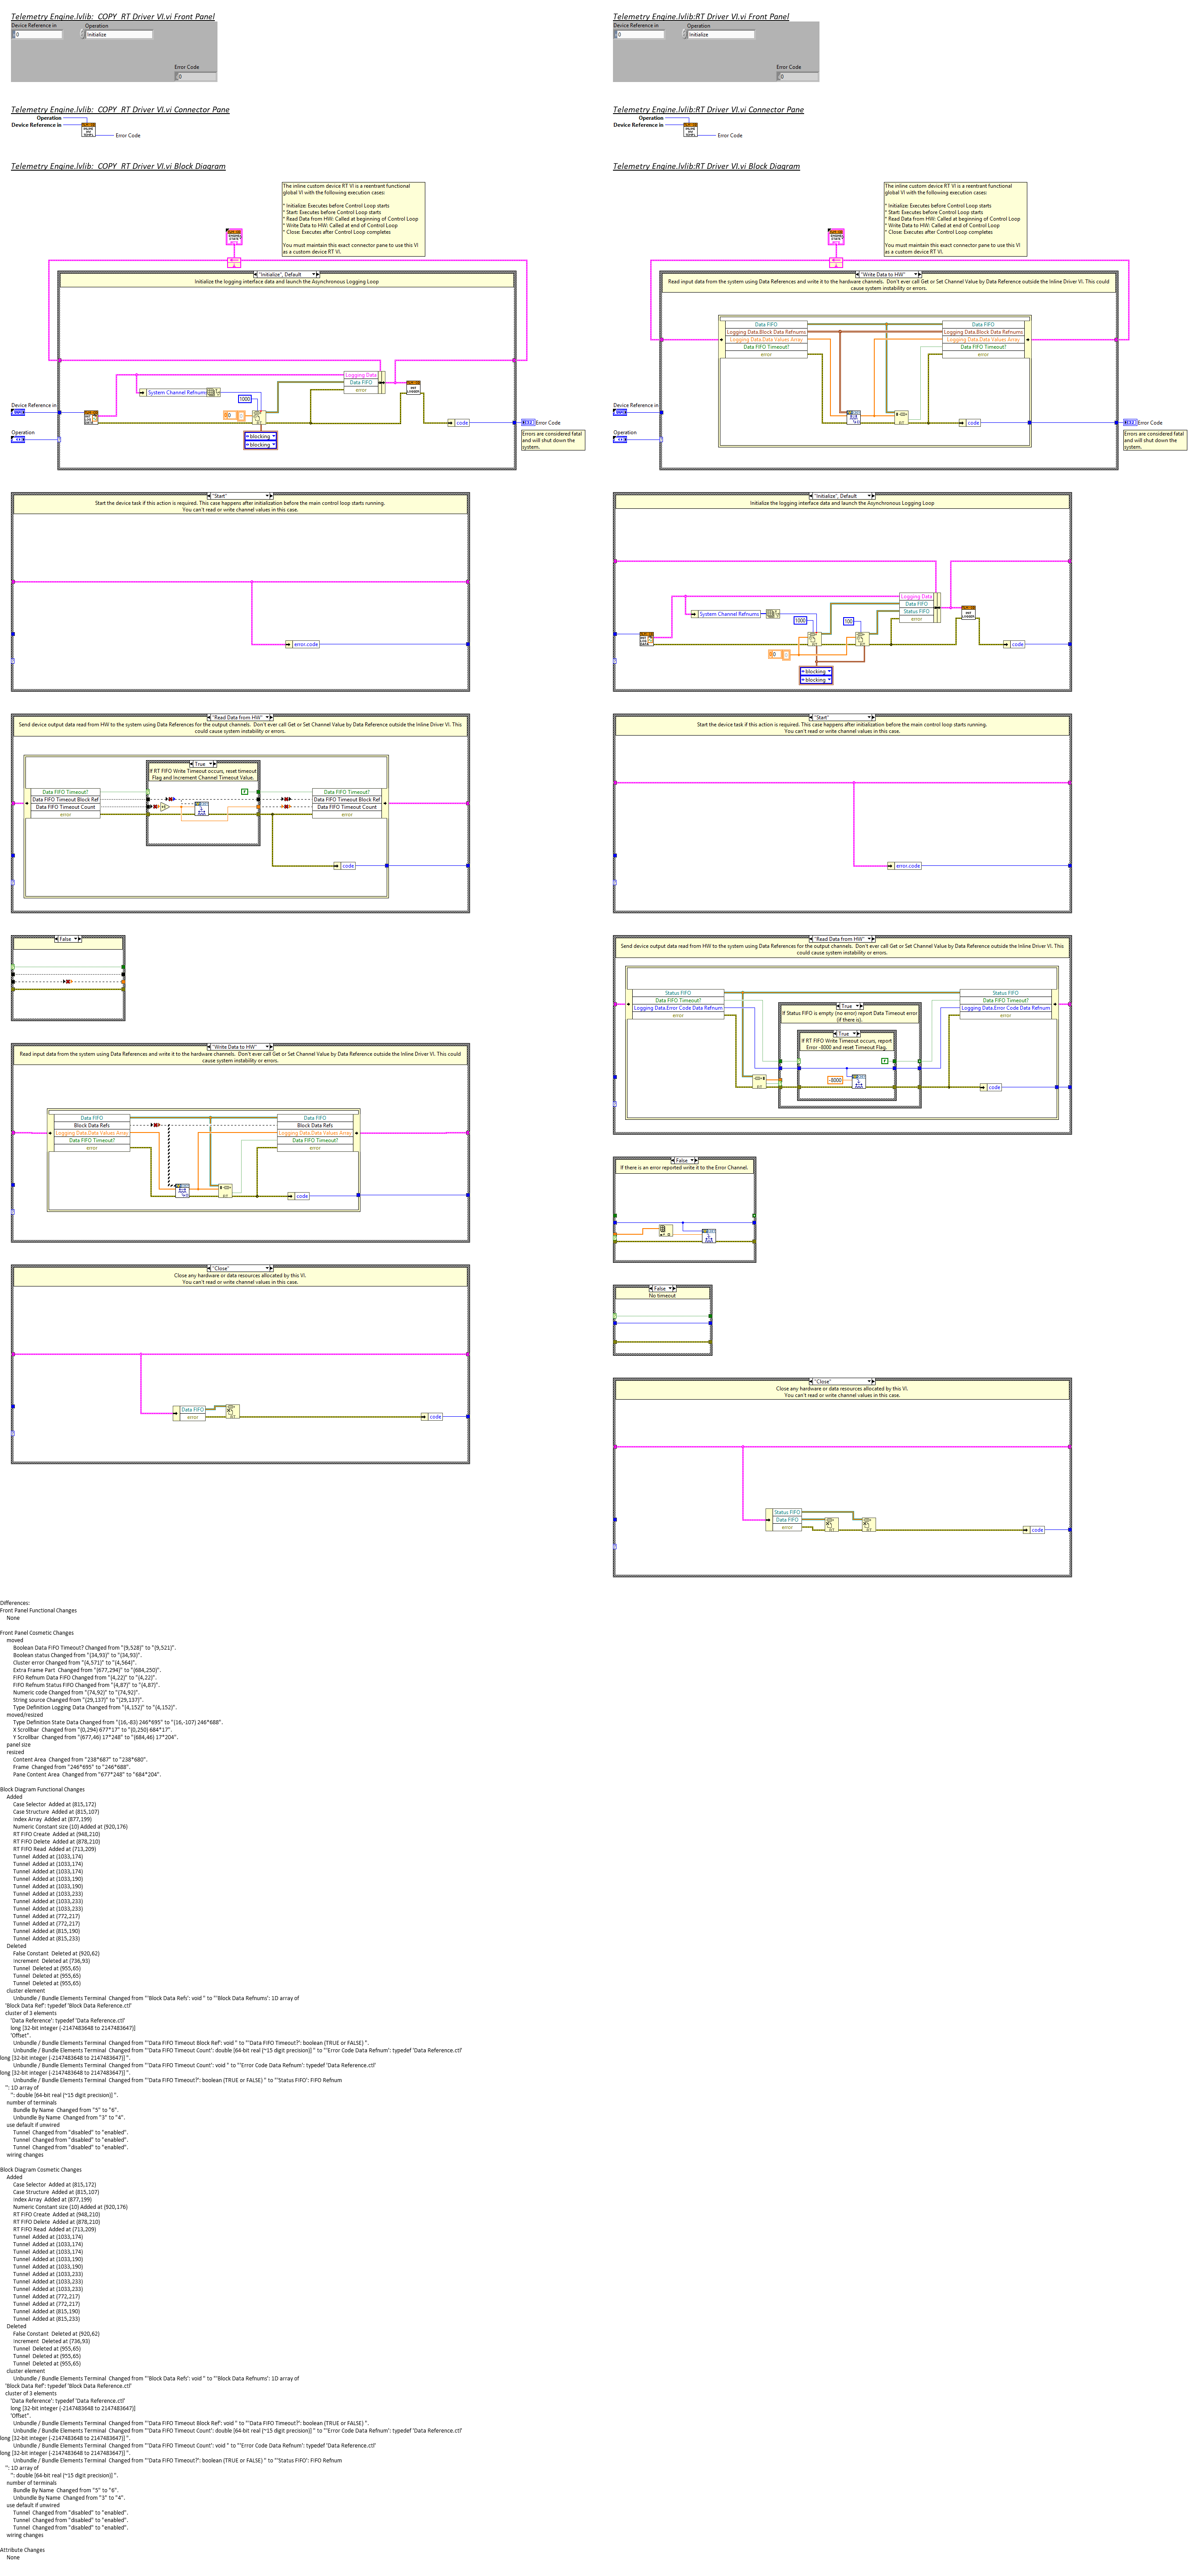 Telemetry Engine.lvlib:_COPY_RT Driver VI.vi Front Panel
Device Reference in
Operation
0
Initialize
Error Code
0
Telemetry Engine.lvlib:_COPY_RT Driver VI.vi Connector Pane
Operation
Device Reference in
Error Code
Telemetry Engine.lvlib:_COPY_RT Driver VI.vi Block Diagram
The inline custom device RT VI is a reentrant functional
global VI with the following execution cases:
* Initialize: Executes before Control Loop starts
* Start: Executes before Control Loop starts
* Read Data from HW: Called at beginning of Control Loop
* Write Data to HW: Called at end of Control Loop
* Close: Executes after Control Loop completes
You must maintain this exact connector pane to use this VI
as a custom device RT VI.
"Initialize", Default
Initialize the logging interface data and launch the Asynchronous Logging Loop
Logging Data
Data FIFO
error
System Channel Refnums
1000
0
blocking
blocking
Device Reference in
Operation
code
Error Code
Errors are considered fatal
and will shut down the
system.
"Start"
Start the device task if this action is required. This case happens after initialization before the main control loop starts running.
You can't read or write channel values in this case.
error.code
"Read Data from HW"
Send device output data read from HW to the system using Data References for the output channels. Don't ever call Get or Set Channel Value by Data Reference outside the Inline Driver VI. This
could cause system instability or errors.
True
If RT FIFO Write Timeout occurs, reset timeout
Flag and Increment Channel Timeout Value.
Data FIFO Timeout?
Data FIFO Timeout Block Ref
Data FIFO Timeout Count
error
F
Data FIFO Timeout?
Data FIFO Timeout Block Ref
Data FIFO Timeout Count
error
code
False
"Write Data to HW"
Read input data from the system using Data References and write it to the hardware channels. Don't ever call Get or Set Channel Value by Data Reference outside the Inline Driver VI. This could
cause system instability or errors.
Data FIFO
Block Data Refs
Logging Data.Data Values Array
Data FIFO Timeout?
error
Data FIFO
Block Data Refs
Logging Data.Data Values Array
Data FIFO Timeout?
error
code
"Close"
Close any hardware or data resources allocated by this VI.
You can't read or write channel values in this case.
Data FIFO
error
code
Telemetry Engine.lvlib:RT Driver VI.vi Front Panel
Device Reference in
Operation
0
Initialize
Error Code
0
Telemetry Engine.lvlib:RT Driver VI.vi Connector Pane
Operation
Device Reference in
Error Code
Telemetry Engine.lvlib:RT Driver VI.vi Block Diagram
The inline custom device RT VI is a reentrant functional
global VI with the following execution cases:
* Initialize: Executes before Control Loop starts
* Start: Executes before Control Loop starts
* Read Data from HW: Called at beginning of Control Loop
* Write Data to HW: Called at end of Control Loop
* Close: Executes after Control Loop completes
You must maintain this exact connector pane to use this VI
as a custom device RT VI.
"Write Data to HW"
Read input data from the system using Data References and write it to the hardware channels. Don't ever call Get or Set Channel Value by Data Reference outside the Inline Driver VI. This could
cause system instability or errors.
Data FIFO
Logging Data.Block Data Refnums
Logging Data.Data Values Array
Data FIFO Timeout?
error
Data FIFO
Logging Data.Block Data Refnums
Logging Data.Data Values Array
Data FIFO Timeout?
error
Device Reference in
Operation
code
Error Code
Errors are considered fatal
and will shut down the
system.
"Initialize", Default
Initialize the logging interface data and launch the Asynchronous Logging Loop
Logging Data
Data FIFO
Status FIFO
error
System Channel Refnums
1000
100
0
blocking
blocking
code
"Start"
Start the device task if this action is required. This case happens after initialization before the main control loop starts running.
You can't read or write channel values in this case.
error.code
"Read Data from HW"
Send device output data read from HW to the system using Data References for the output channels. Don't ever call Get or Set Channel Value by Data Reference outside the Inline Driver VI. This
could cause system instability or errors.
Status FIFO
Data FIFO Timeout?
Logging Data.Error Code Data Refnum
error
True
If Status FIFO is empty (no error) report Data Timeout error
(if there is).
True
If RT FIFO Write Timeout occurs, report
Error -8000 and reset Timeout Flag.
F
-8000
Status FIFO
Data FIFO Timeout?
Logging Data.Error Code Data Refnum
error
code
False
If there is an error reported write it to the Error Channel.
False
No timeout
"Close"
Close any hardware or data resources allocated by this VI.
You can't read or write channel values in this case.
Status FIFO
Data FIFO
error
code
Differences:
Front Panel Functional Changes
None
Front Panel Cosmetic Changes
moved
Boolean Data FIFO Timeout? Changed from "(9,528)" to "(9,521)".
Boolean status Changed from "(34,93)" to "(34,93)".
Cluster error Changed from "(4,571)" to "(4,564)".
Extra Frame Part Changed from "(677,294)" to "(684,250)".
FIFO Refnum Data FIFO Changed from "(4,22)" to "(4,22)".
FIFO Refnum Status FIFO Changed from "(4,87)" to "(4,87)".
Numeric code Changed from "(74,92)" to "(74,92)".
String source Changed from "(29,137)" to "(29,137)".
Type Definition Logging Data Changed from "(4,152)" to "(4,152)".
moved/resized
Type Definition State Data Changed from "(16,-83) 246*695" to "(16,-107) 246*688".
X Scrollbar Changed from "(0,294) 677*17" to "(0,250) 684*17".
Y Scrollbar Changed from "(677,46) 17*248" to "(684,46) 17*204".
panel size
resized
Content Area Changed from "238*687" to "238*680".
Frame Changed from "246*695" to "246*688".
Pane Content Area Changed from "677*248" to "684*204".
Block Diagram Functional Changes
Added
Case Selector Added at (815,172)
Case Structure Added at (815,107)
Index Array Added at (877,199)
Numeric Constant size (10) Added at (920,176)
RT FIFO Create Added at (948,210)
RT FIFO Delete Added at (878,210)
RT FIFO Read Added at (713,209)
Tunnel Added at (1033,174)
Tunnel Added at (1033,174)
Tunnel Added at (1033,174)
Tunnel Added at (1033,190)
Tunnel Added at (1033,190)
Tunnel Added at (1033,233)
Tunnel Added at (1033,233)
Tunnel Added at (1033,233)
Tunnel Added at (772,217)
Tunnel Added at (772,217)
Tunnel Added at (815,190)
Tunnel Added at (815,233)
Deleted
False Constant Deleted at (920,62)
Increment Deleted at (736,93)
Tunnel Deleted at (955,65)
Tunnel Deleted at (955,65)
Tunnel Deleted at (955,65)
cluster element
Unbundle / Bundle Elements Terminal Changed from "'Block Data Refs': void " to "'Block Data Refnums': 1D array of
'Block Data Ref': typedef 'Block Data Reference.ctl'
cluster of 3 elements
'Data Reference': typedef 'Data Reference.ctl'
long [32-bit integer (-2147483648 to 2147483647)]
'Offset".
Unbundle / Bundle Elements Terminal Changed from "'Data FIFO Timeout Block Ref': void " to "'Data FIFO Timeout?': boolean (TRUE or FALSE) ".
Unbundle / Bundle Elements Terminal Changed from "'Data FIFO Timeout Count': double [64-bit real (~15 digit precision)] " to "'Error Code Data Refnum': typedef 'Data Reference.ctl'
long [32-bit integer (-2147483648 to 2147483647)] ".
Unbundle / Bundle Elements Terminal Changed from "'Data FIFO Timeout Count': void " to "'Error Code Data Refnum': typedef 'Data Reference.ctl'
long [32-bit integer (-2147483648 to 2147483647)] ".
Unbundle / Bundle Elements Terminal Changed from "'Data FIFO Timeout?': boolean (TRUE or FALSE) " to "'Status FIFO': FIFO Refnum
'': 1D array of
'': double [64-bit real (~15 digit precision)] ".
number of terminals
Bundle By Name Changed from "5" to "6".
Unbundle By Name Changed from "3" to "4".
use default if unwired
Tunnel Changed from "disabled" to "enabled".
Tunnel Changed from "disabled" to "enabled".
Tunnel Changed from "disabled" to "enabled".
wiring changes
Block Diagram Cosmetic Changes
Added
Case Selector Added at (815,172)
Case Structure Added at (815,107)
Index Array Added at (877,199)
Numeric Constant size (10) Added at (920,176)
RT FIFO Create Added at (948,210)
RT FIFO Delete Added at (878,210)
RT FIFO Read Added at (713,209)
Tunnel Added at (1033,174)
Tunnel Added at (1033,174)
Tunnel Added at (1033,174)
Tunnel Added at (1033,190)
Tunnel Added at (1033,190)
Tunnel Added at (1033,233)
Tunnel Added at (1033,233)
Tunnel Added at (1033,233)
Tunnel Added at (772,217)
Tunnel Added at (772,217)
Tunnel Added at (815,190)
Tunnel Added at (815,233)
Deleted
False Constant Deleted at (920,62)
Increment Deleted at (736,93)
Tunnel Deleted at (955,65)
Tunnel Deleted at (955,65)
Tunnel Deleted at (955,65)
cluster element
Unbundle / Bundle Elements Terminal Changed from "'Block Data Refs': void " to "'Block Data Refnums': 1D array of
'Block Data Ref': typedef 'Block Data Reference.ctl'
cluster of 3 elements
'Data Reference': typedef 'Data Reference.ctl'
long [32-bit integer (-2147483648 to 2147483647)]
'Offset".
Unbundle / Bundle Elements Terminal Changed from "'Data FIFO Timeout Block Ref': void " to "'Data FIFO Timeout?': boolean (TRUE or FALSE) ".
Unbundle / Bundle Elements Terminal Changed from "'Data FIFO Timeout Count': double [64-bit real (~15 digit precision)] " to "'Error Code Data Refnum': typedef 'Data Reference.ctl'
long [32-bit integer (-2147483648 to 2147483647)] ".
Unbundle / Bundle Elements Terminal Changed from "'Data FIFO Timeout Count': void " to "'Error Code Data Refnum': typedef 'Data Reference.ctl'
long [32-bit integer (-2147483648 to 2147483647)] ".
Unbundle / Bundle Elements Terminal Changed from "'Data FIFO Timeout?': boolean (TRUE or FALSE) " to "'Status FIFO': FIFO Refnum
'': 1D array of
'': double [64-bit real (~15 digit precision)] ".
number of terminals
Bundle By Name Changed from "5" to "6".
Unbundle By Name Changed from "3" to "4".
use default if unwired
Tunnel Changed from "disabled" to "enabled".
Tunnel Changed from "disabled" to "enabled".
Tunnel Changed from "disabled" to "enabled".
wiring changes
Attribute Changes
None